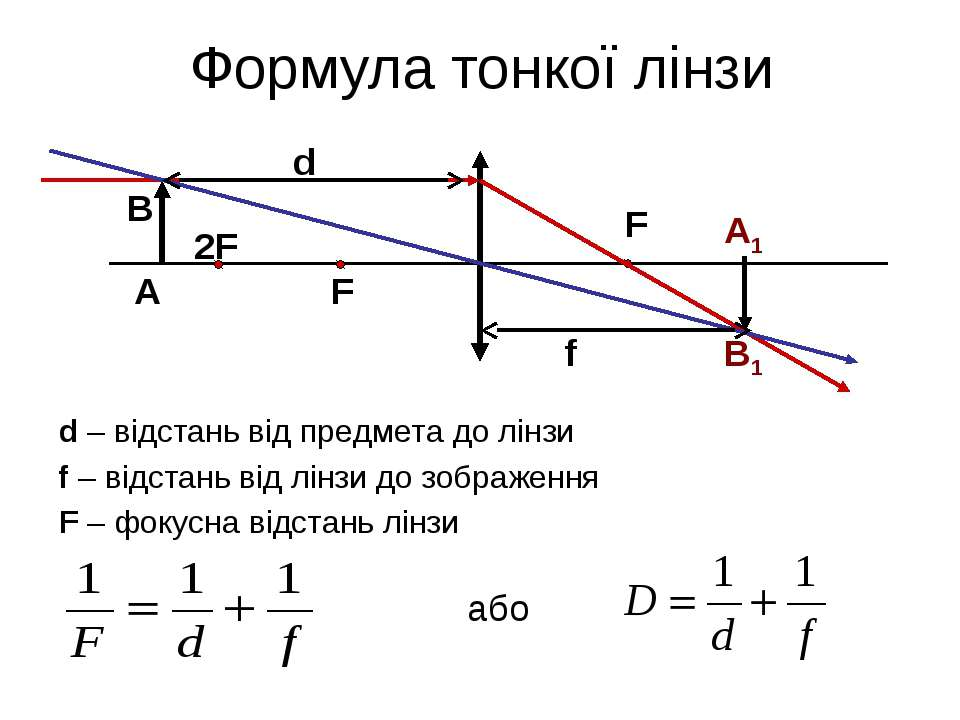 Формула тонкої лінзи
d
B
F
A₁
2F
A
F
f
B₁
d – відстань від предмета до лінзи
f – відстань від лінзи до зображення
F – фокусна відстань лінзи
1/F = 1/d + 1/f або D = 1/d + 1/f